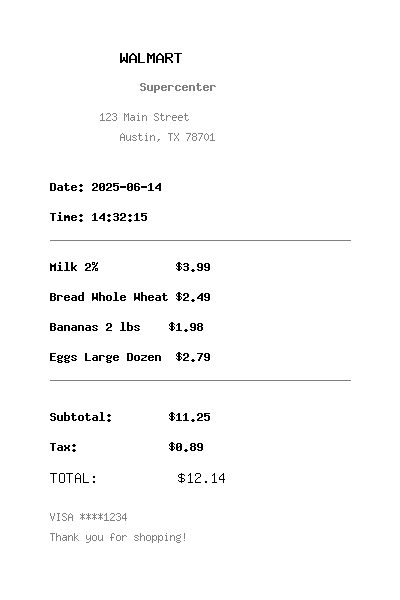 WALMART
Supercenter
123 Main Street
Austin, TX 78701
Date: 2025-06-14
Time: 14:32:15
Milk 2% $3.99
Bread Whole Wheat $2.49
Bananas 2 lbs $1.98
Eggs Large Dozen $2.79
Subtotal: $11.25
Tax: $0.89
TOTAL: $12.14
VISA ****1234
Thank you for shopping!